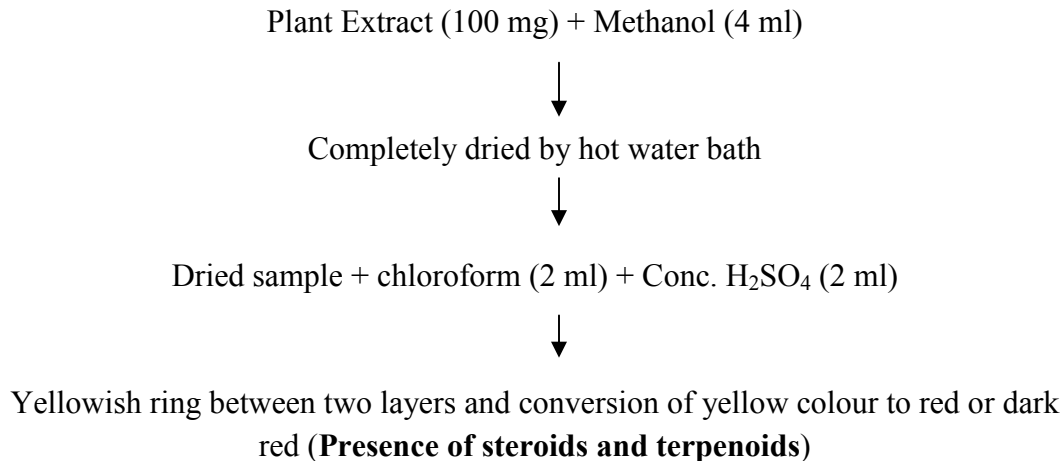 Plant Extract (100 mg) + Methanol (4 ml)
Completely dried by hot water bath
Dried sample + chloroform (2 ml) + Conc. H₂SO₄ (2 ml)
Yellowish ring between two layers and conversion of yellow colour to red or dark
red (Presence of steroids and terpenoids)